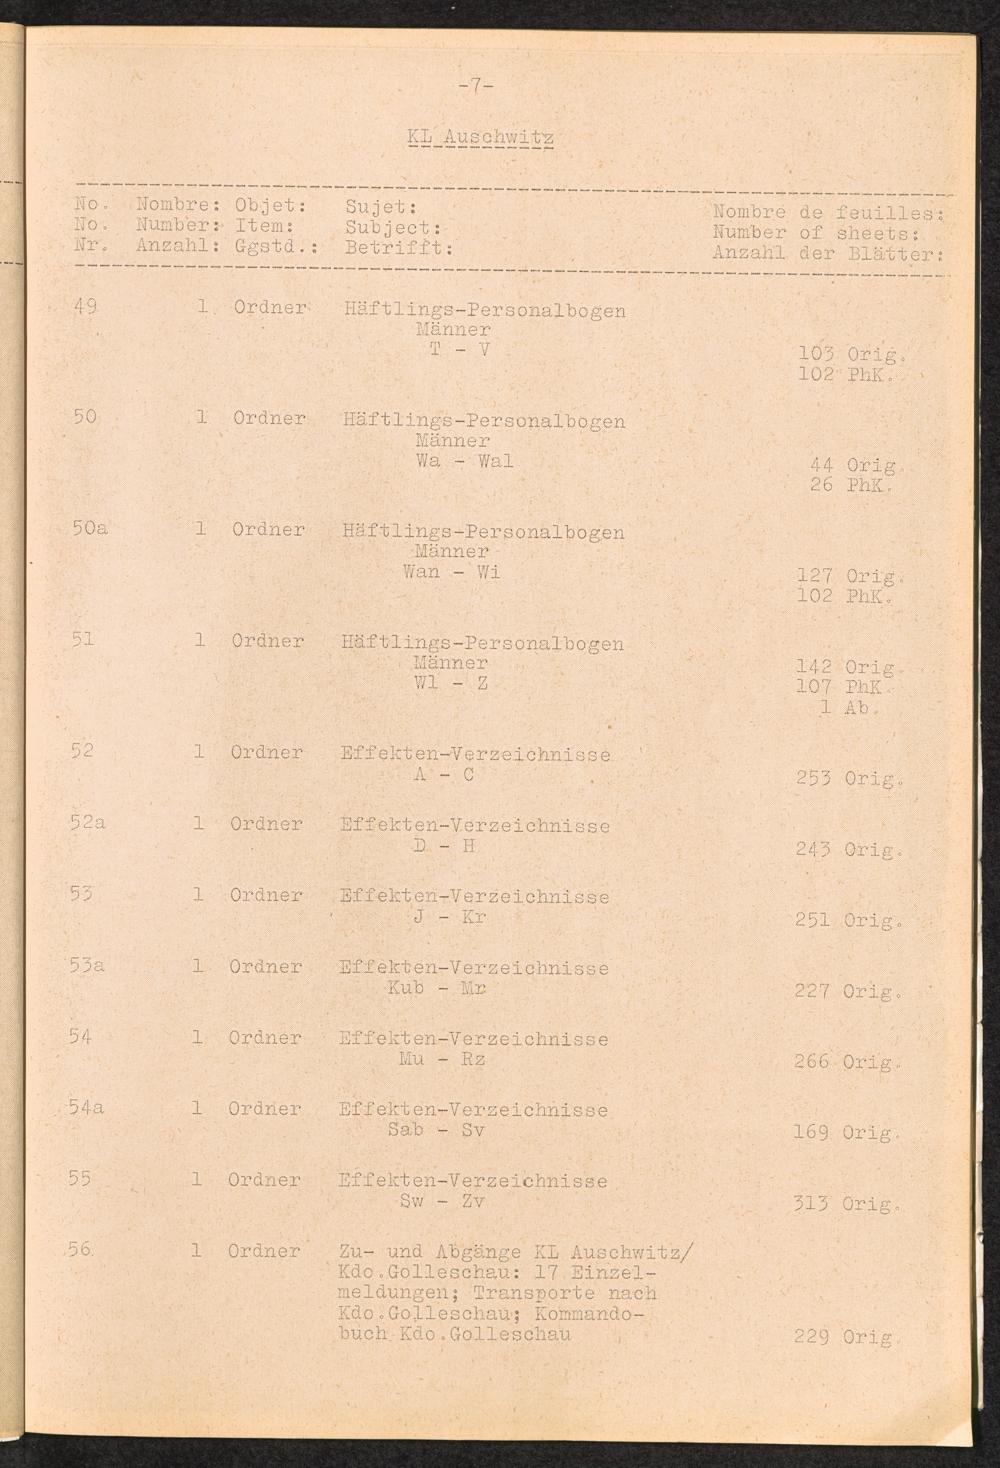 -7-
KL Auschwitz
No. Nombre: Objet: Sujet: Nombre de feuilles:
No. Number: Item: Subject: Number of sheets:
Nr. Anzahl: Ggstd.: Betrifft: Anzahl der Blätter:
49 1 Ordner Häftlings-Personalbogen
Männer
T - V 103 Orig.
102 PhK.
50 1 Ordner Häftlings-Personalbogen
Männer
Wa - Wal 44 Orig.
26 PhK.
50a 1 Ordner Häftlings-Personalbogen
Männer
Wan - Wi 127 Orig.
102 PhK.
51 1 Ordner Häftlings-Personalbogen
Männer 142 Orig.
Wl - Z 107 PhK.
1 Ab.
52 1 Ordner Effekten-Verzeichnisse
A - C 253 Orig.
52a 1 Ordner Effekten-Verzeichnisse
D - H 243 Orig.
53 1 Ordner Effekten-Verzeichnisse
J - Kr 251 Orig.
53a 1 Ordner Effekten-Verzeichnisse
Kub - Mr 227 Orig.
54 1 Ordner Effekten-Verzeichnisse
Mu - Rz 266 Orig.
54a 1 Ordner Effekten-Verzeichnisse
Sab - Sv 169 Orig.
55 1 Ordner Effekten-Verzeichnisse
Sw - Zv 313 Orig.
56 1 Ordner Zu- und Abgänge KL Auschwitz/
Kdo.Golleschau: 17 Einzel-
meldungen; Transporte nach
Kdo.Golleschau; Kommando-
buch Kdo.Golleschau 229 Orig.